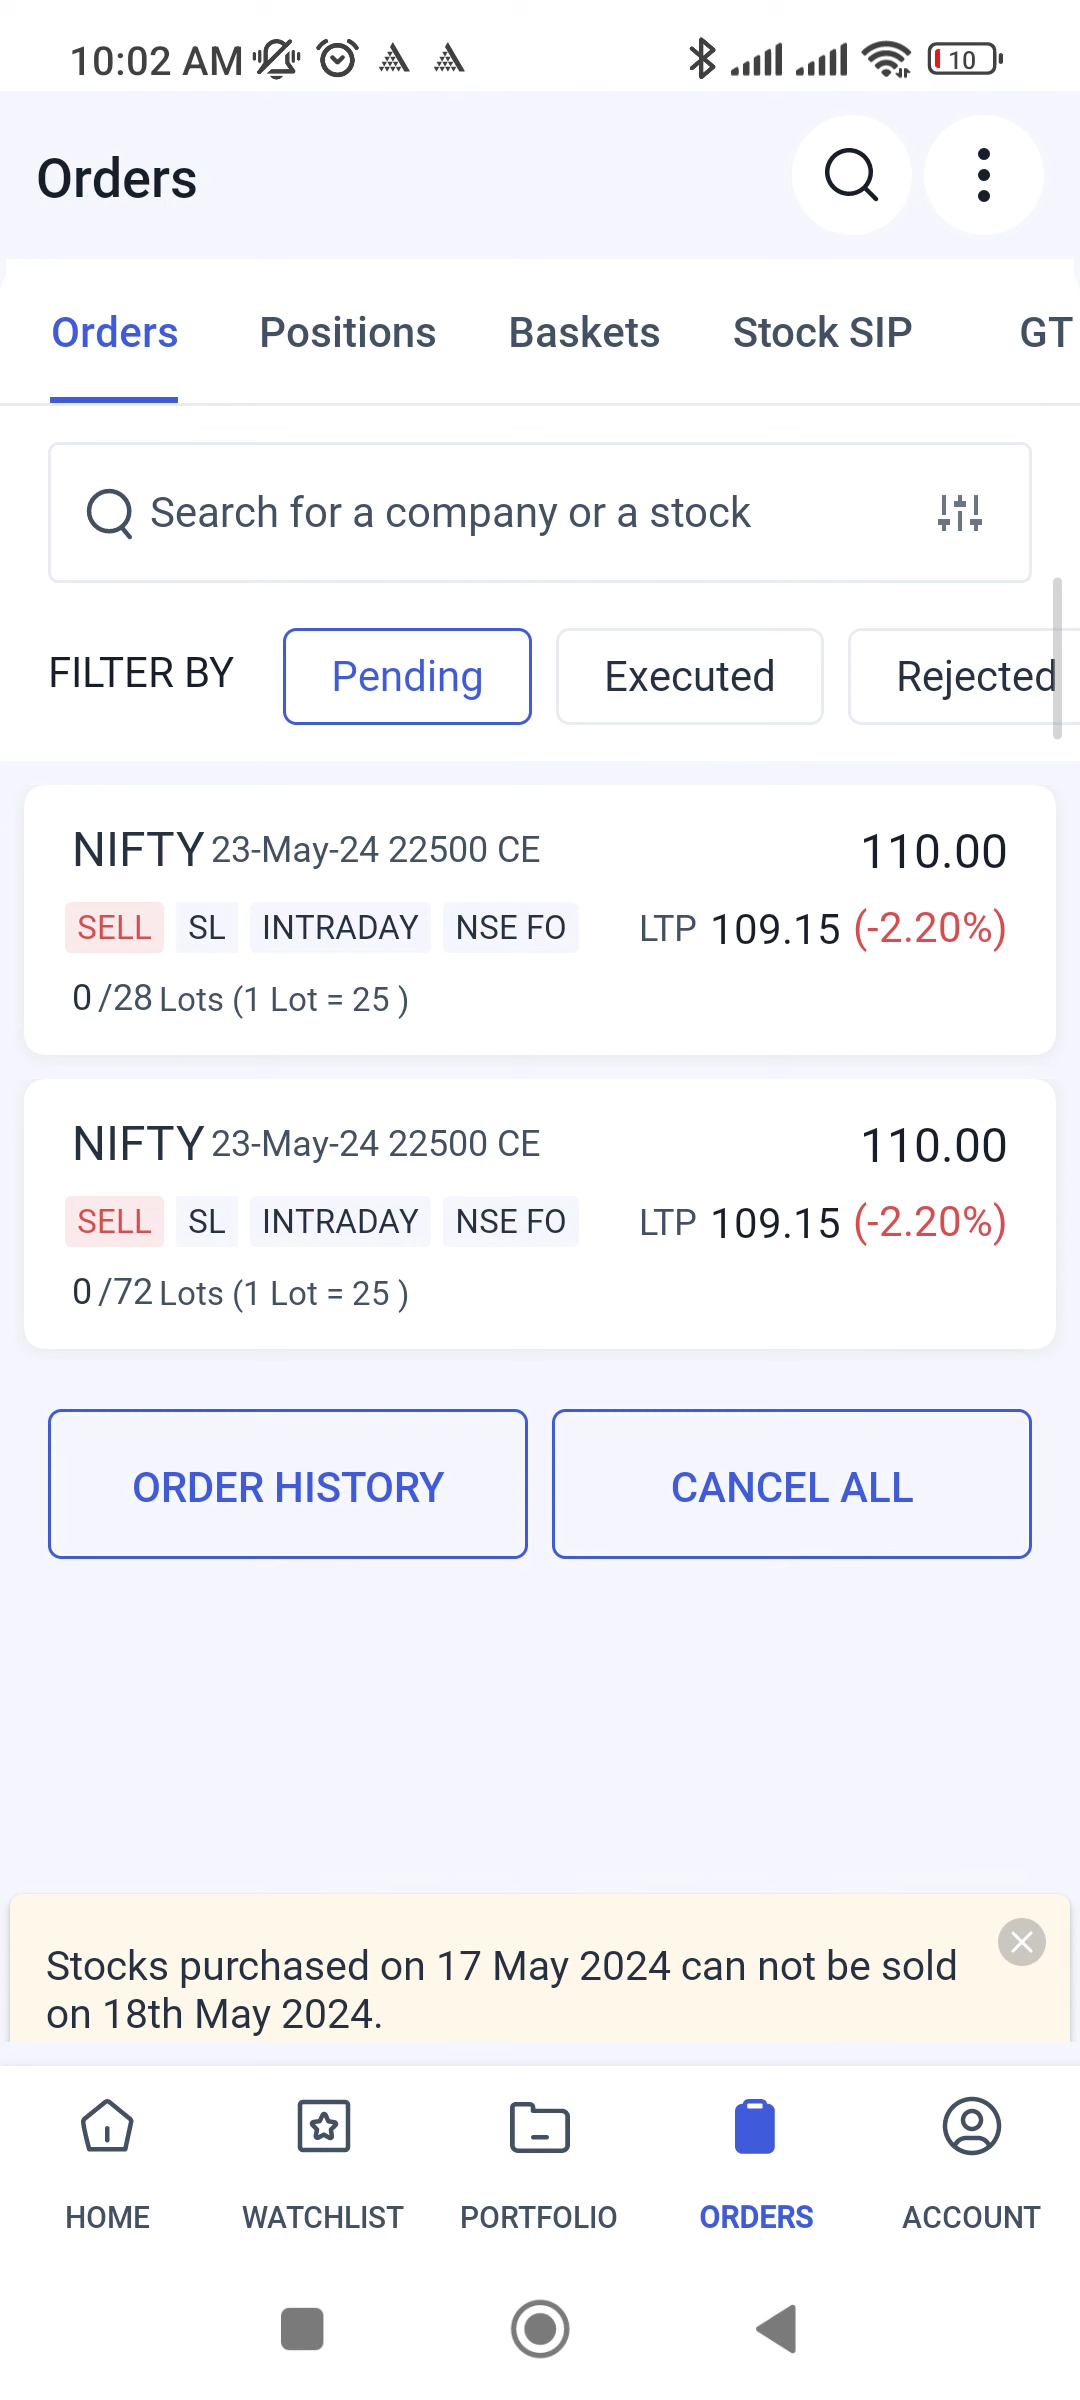 10:02 AM
10
Orders
Orders Positions Baskets Stock SIP GT
Search for a company or a stock
FILTER BY Pending Executed Rejected
NIFTY 23-May-24 22500 CE 110.00
SELL SL INTRADAY NSE FO LTP 109.15 (-2.20%)
0 /28 Lots (1 Lot = 25 )
NIFTY 23-May-24 22500 CE 110.00
SELL SL INTRADAY NSE FO LTP 109.15 (-2.20%)
0 /72 Lots (1 Lot = 25 )
ORDER HISTORY CANCEL ALL
Stocks purchased on 17 May 2024 can not be sold
on 18th May 2024.
HOME WATCHLIST PORTFOLIO ORDERS ACCOUNT